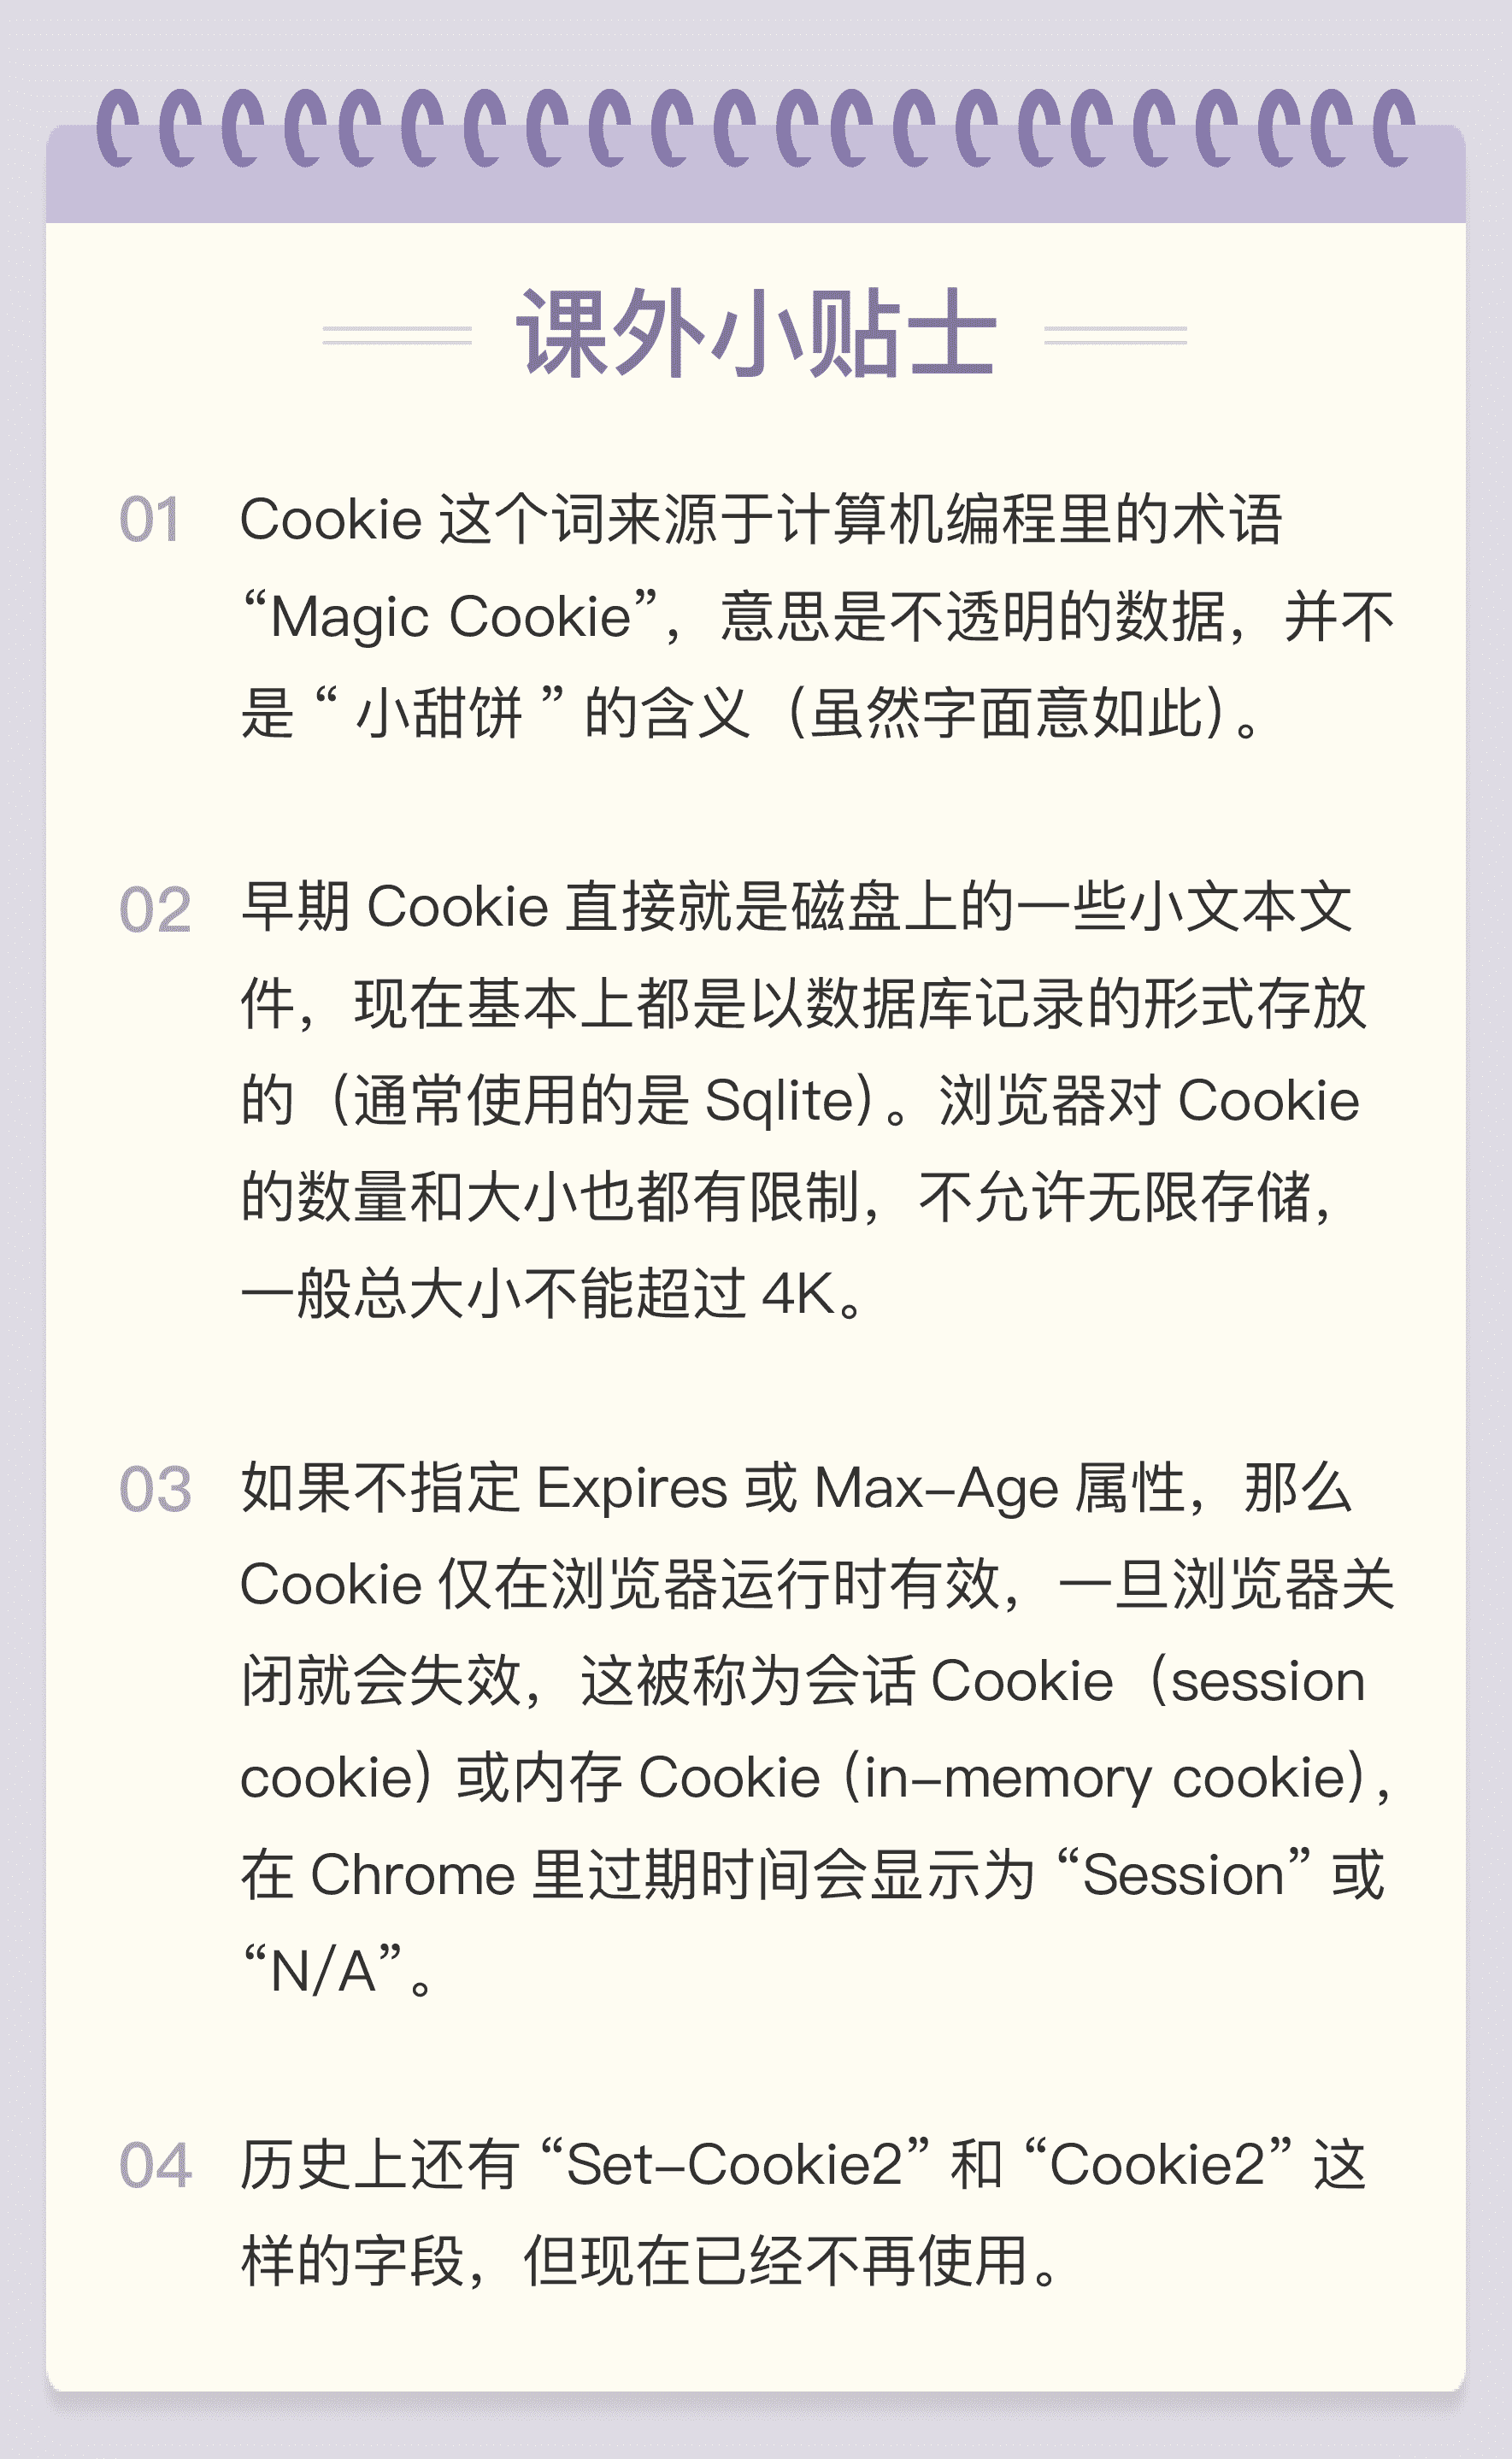 课外小贴士
01 Cookie 这个词来源于计算机编程里的术语
“Magic Cookie”，意思是不透明的数据，并不
是 “ 小甜饼 ” 的含义（虽然字面意如此）。
02 早期 Cookie 直接就是磁盘上的一些小文本文
件，现在基本上都是以数据库记录的形式存放
的（通常使用的是 Sqlite）。浏览器对 Cookie
的数量和大小也都有限制，不允许无限存储，
一般总大小不能超过 4K。
03 如果不指定 Expires 或 Max-Age 属性，那么
Cookie 仅在浏览器运行时有效，一旦浏览器关
闭就会失效，这被称为会话 Cookie（session
cookie）或内存 Cookie（in-memory cookie），
在 Chrome 里过期时间会显示为 “Session” 或
“N/A”。
04 历史上还有 “Set-Cookie2” 和 “Cookie2” 这
样的字段，但现在已经不再使用。